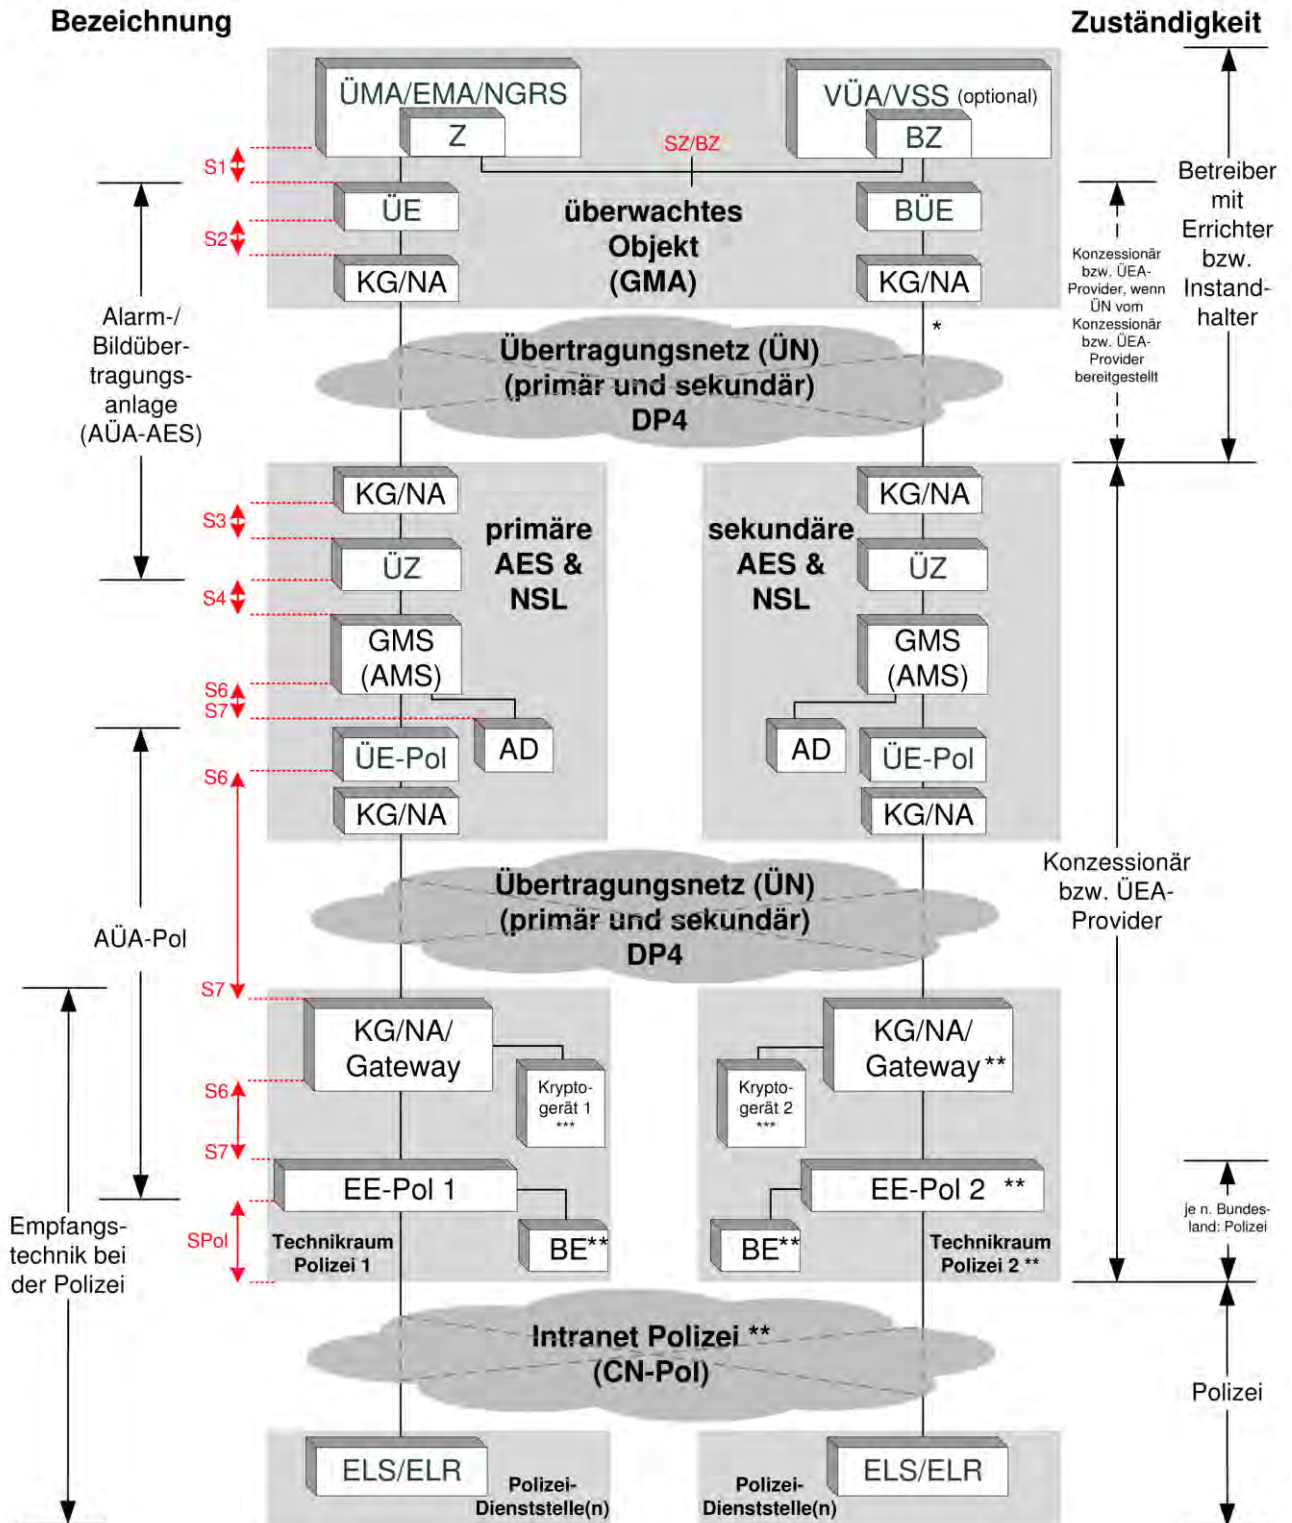 Bezeichnung
Zuständigkeit
ÜMA/EMA/NGRS
Z
VÜA/VSS (optional)
BZ
SZ/BZ
S1
ÜE
BÜE
S2
überwachtes
Objekt
(GMA)
KG/NA
KG/NA
Betreiber
mit
Errichter
bzw.
Instand-
halter
Konzessionär
bzw. ÜEA-
Provider, wenn
ÜN vom
Konzessionär
bzw. ÜEA-
Provider
bereitgestellt
*
Alarm-/
Bildüber-
tragungs-
anlage
(AÜA-AES)
Übertragungsnetz (ÜN)
(primär und sekundär)
DP4
KG/NA
KG/NA
S3
primäre
AES &
NSL
sekundäre
AES &
NSL
ÜZ
ÜZ
S4
GMS
(AMS)
GMS
(AMS)
S6
S7
AD
AD
ÜE-Pol
ÜE-Pol
S6
KG/NA
KG/NA
Konzessionär
bzw. ÜEA-
Provider
AÜA-Pol
Übertragungsnetz (ÜN)
(primär und sekundär)
DP4
S7
KG/NA/
Gateway
KG/NA/
Gateway **
S6
Krypto-
gerät 1
***
Krypto-
gerät 2
***
S7
EE-Pol 1
EE-Pol 2 **
je n. Bundes-
land: Polizei
Empfangs-
technik bei
der Polizei
SPol
Technikraum
Polizei 1
BE**
BE**
Technikraum
Polizei 2 **
Intranet Polizei **
(CN-Pol)
Polizei
ELS/ELR
ELS/ELR
Polizei-
Dienststelle(n)
Polizei-
Dienststelle(n)